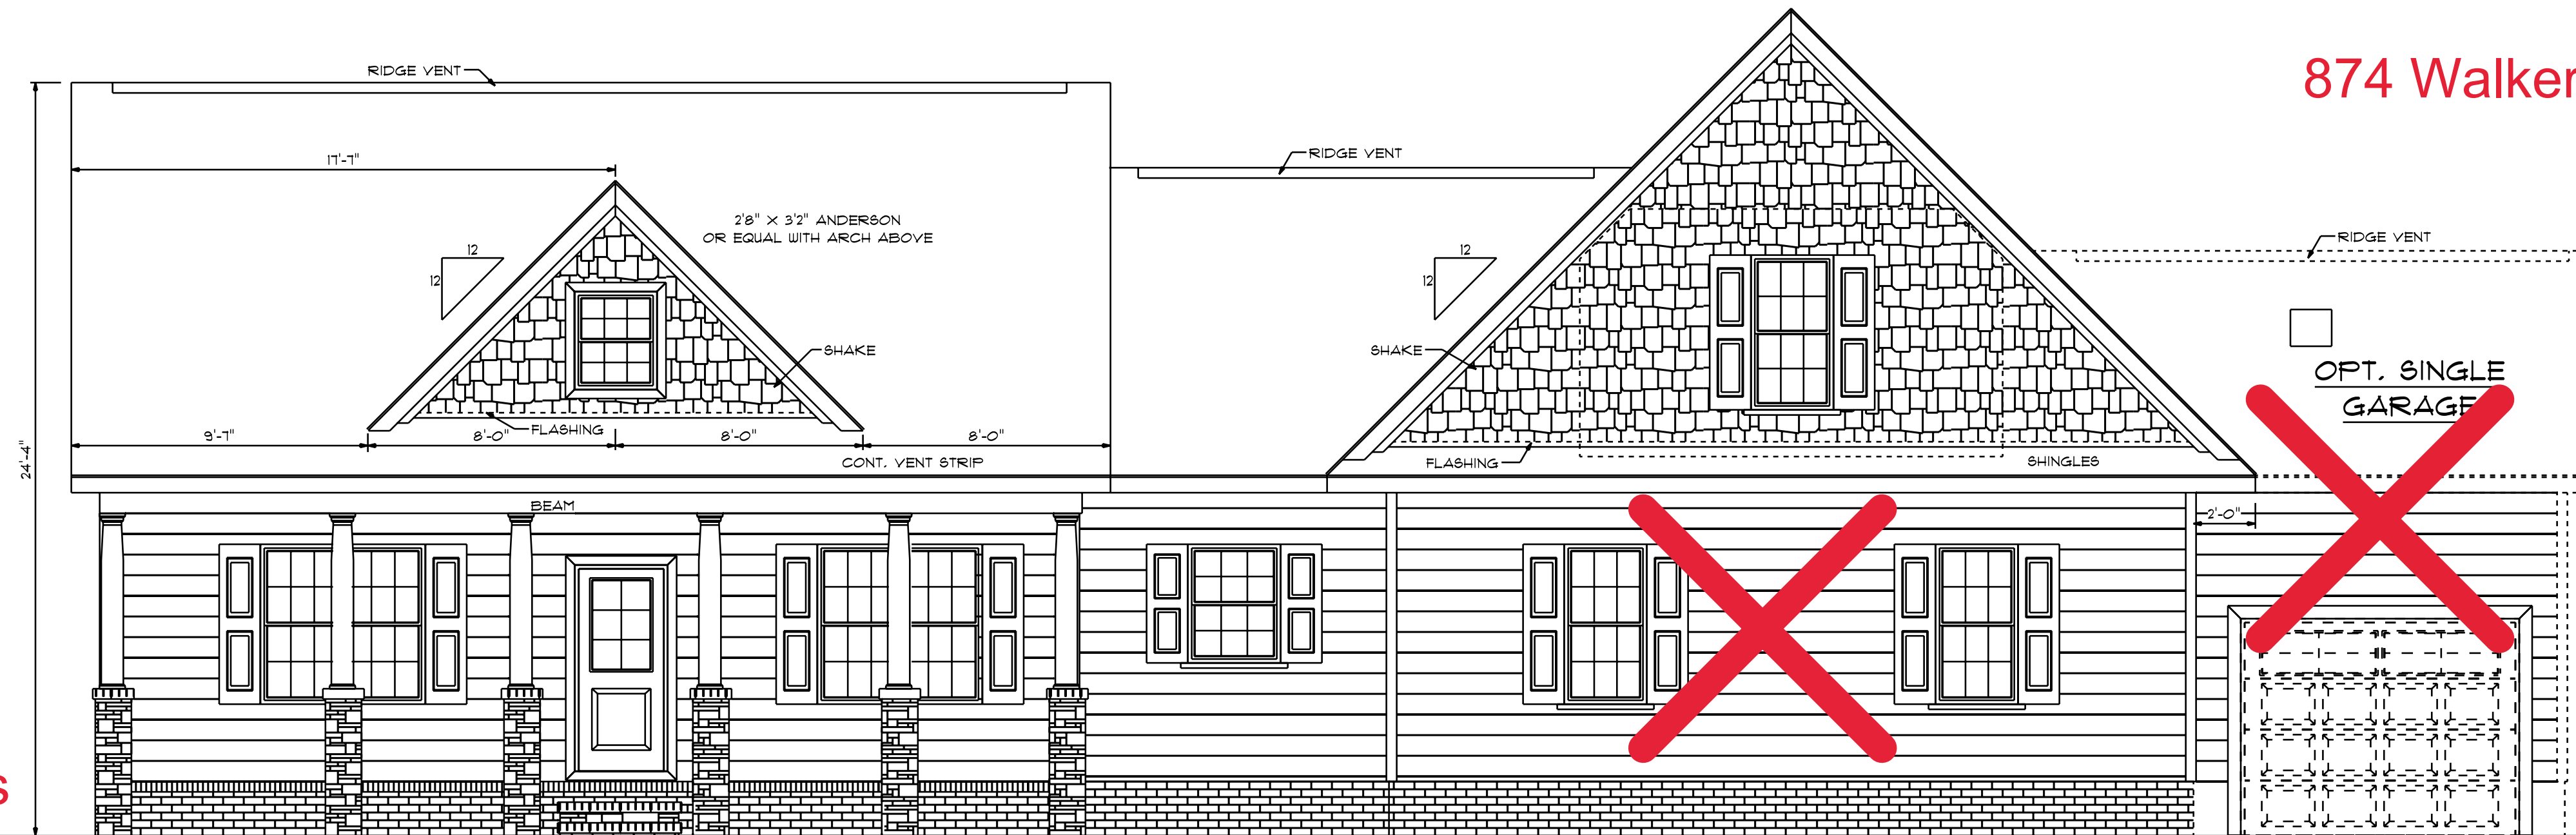 RIDGE VENT
874 Walker
17'-7"
RIDGE VENT
2'8" X 3'2" ANDERSON
OR EQUAL WITH ARCH ABOVE
RIDGE VENT
12
12
12
12
SHAKE
SHAKE
OPT. SINGLE
GARAGE
9'-7"
8'-0"
FLASHING
8'-0"
8'-0"
24'-4"
CONT. VENT STRIP
FLASHING
SHINGLES
BEAM
2'-0"
s